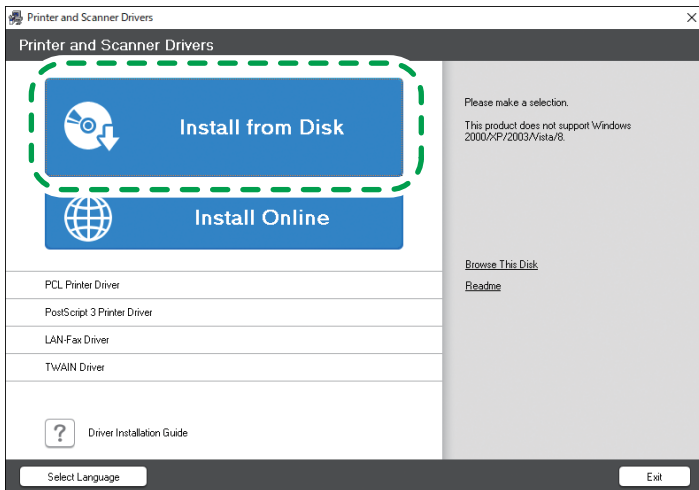 Printer and Scanner Drivers
Printer and Scanner Drivers
Install from Disk
Install Online
PCL Printer Driver
PostScript 3 Printer Driver
LAN-Fax Driver
TWAIN Driver
? Driver Installation Guide
Please make a selection.
This product does not support Windows
2000/XP/2003/Vista/8.
Browse This Disk
Readme
Select Language
Exit